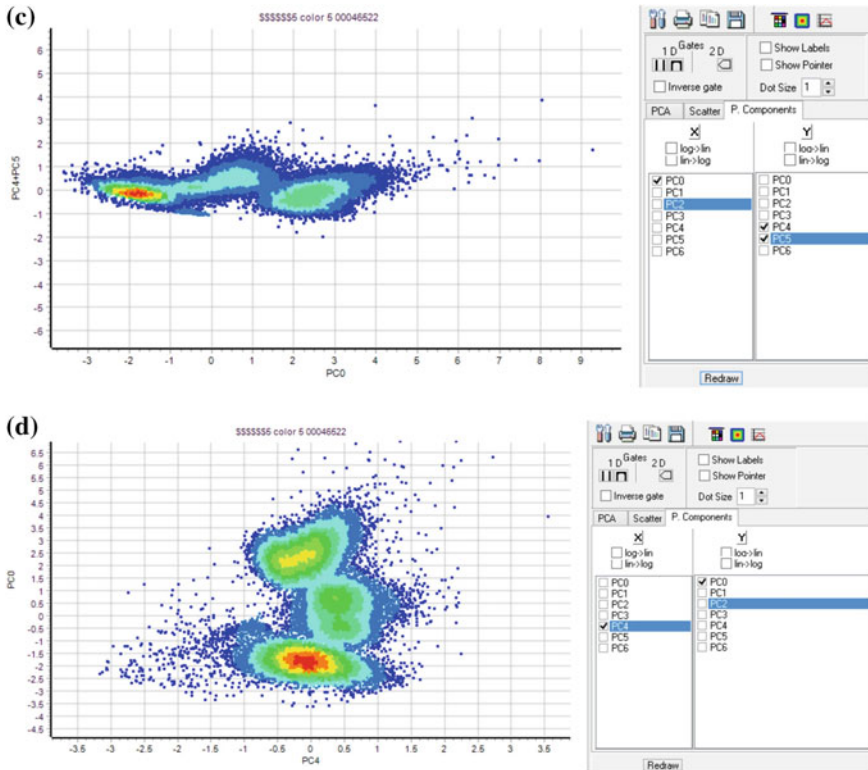 (c)
$$$$$$5 color 5 00046522
PC4+PC5
6
5
4
3
2
1
0
-1
-2
-3
-4
-5
-6
-3 -2 -1 0 1 2 3 4 5 6 7 8 9
PC0
1 D Gates 2 D
Show Labels
Show Pointer
Inverse gate
Dot Size 1
PCA Scatter P. Components
X Y
log->lin log->lin
lin->log lin->log
PC0 PC0
PC1 PC1
PC2 PC2
PC3 PC3
PC4 PC4
PC5 PC5
PC6 PC6
Redraw
(d)
$$$$$$5 color 5 00046522
PC0
6.5
6
5.5
5
4.5
4
3.5
3
2.5
2
1.5
1
0.5
0
-0.5
-1
-1.5
-2
-2.5
-3
-3.5
-4
-4.5
-3.5 -3 -2.5 -2 -1.5 -1 -0.5 0 0.5 1 1.5 2 2.5 3 3.5
PC4
1 D Gates 2 D
Show Labels
Show Pointer
Inverse gate
Dot Size 1
PCA Scatter P. Components
X Y
log->lin log->lin
lin->log lin->log
PC0 PC0
PC1 PC1
PC2 PC2
PC3 PC3
PC4 PC4
PC5 PC5
PC6 PC6
Redraw